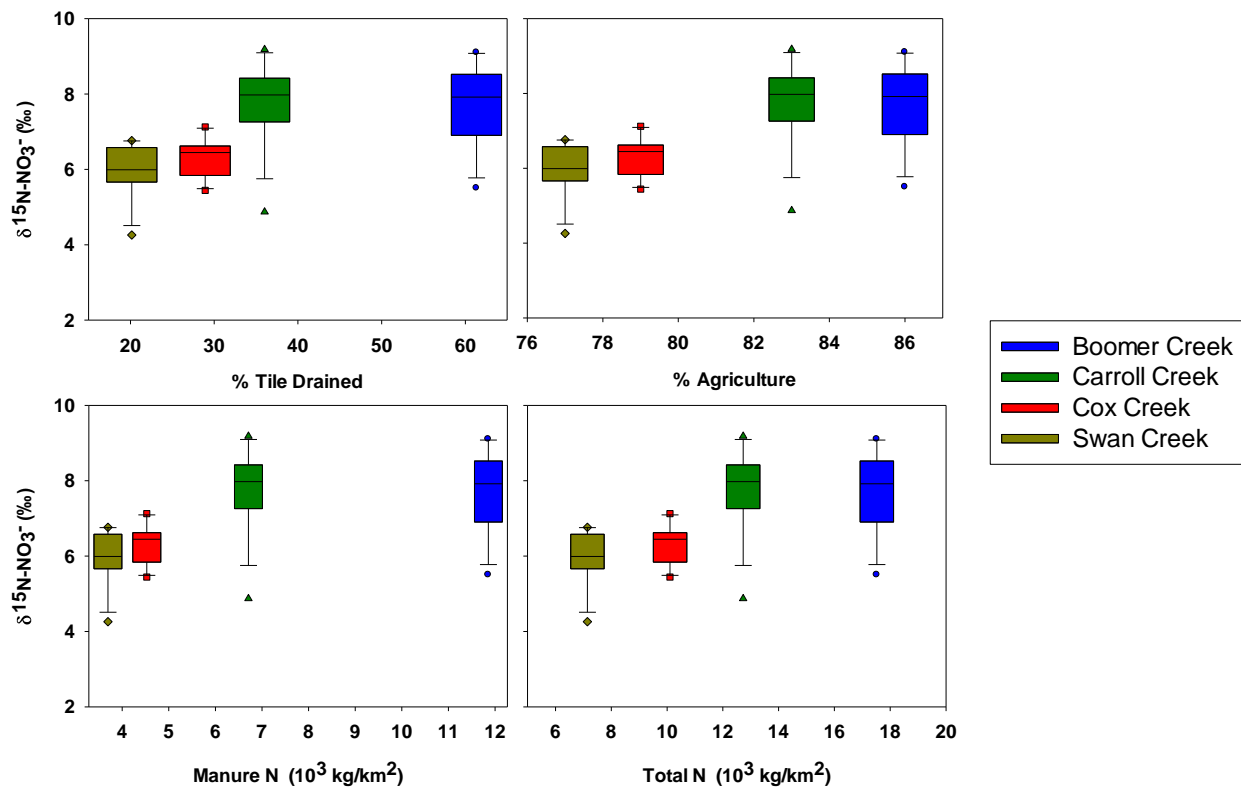 10
8
6
4
2
δ15N-NO3- (‰)
20 30 40 50 60
% Tile Drained
76 78 80 82 84 86
% Agriculture
Boomer Creek
Carroll Creek
Cox Creek
Swan Creek
10
8
6
4
2
δ15N-NO3- (‰)
4 5 6 7 8 9 10 11 12
Manure N (10³ kg/km²)
6 8 10 12 14 16 18 20
Total N (10³ kg/km²)